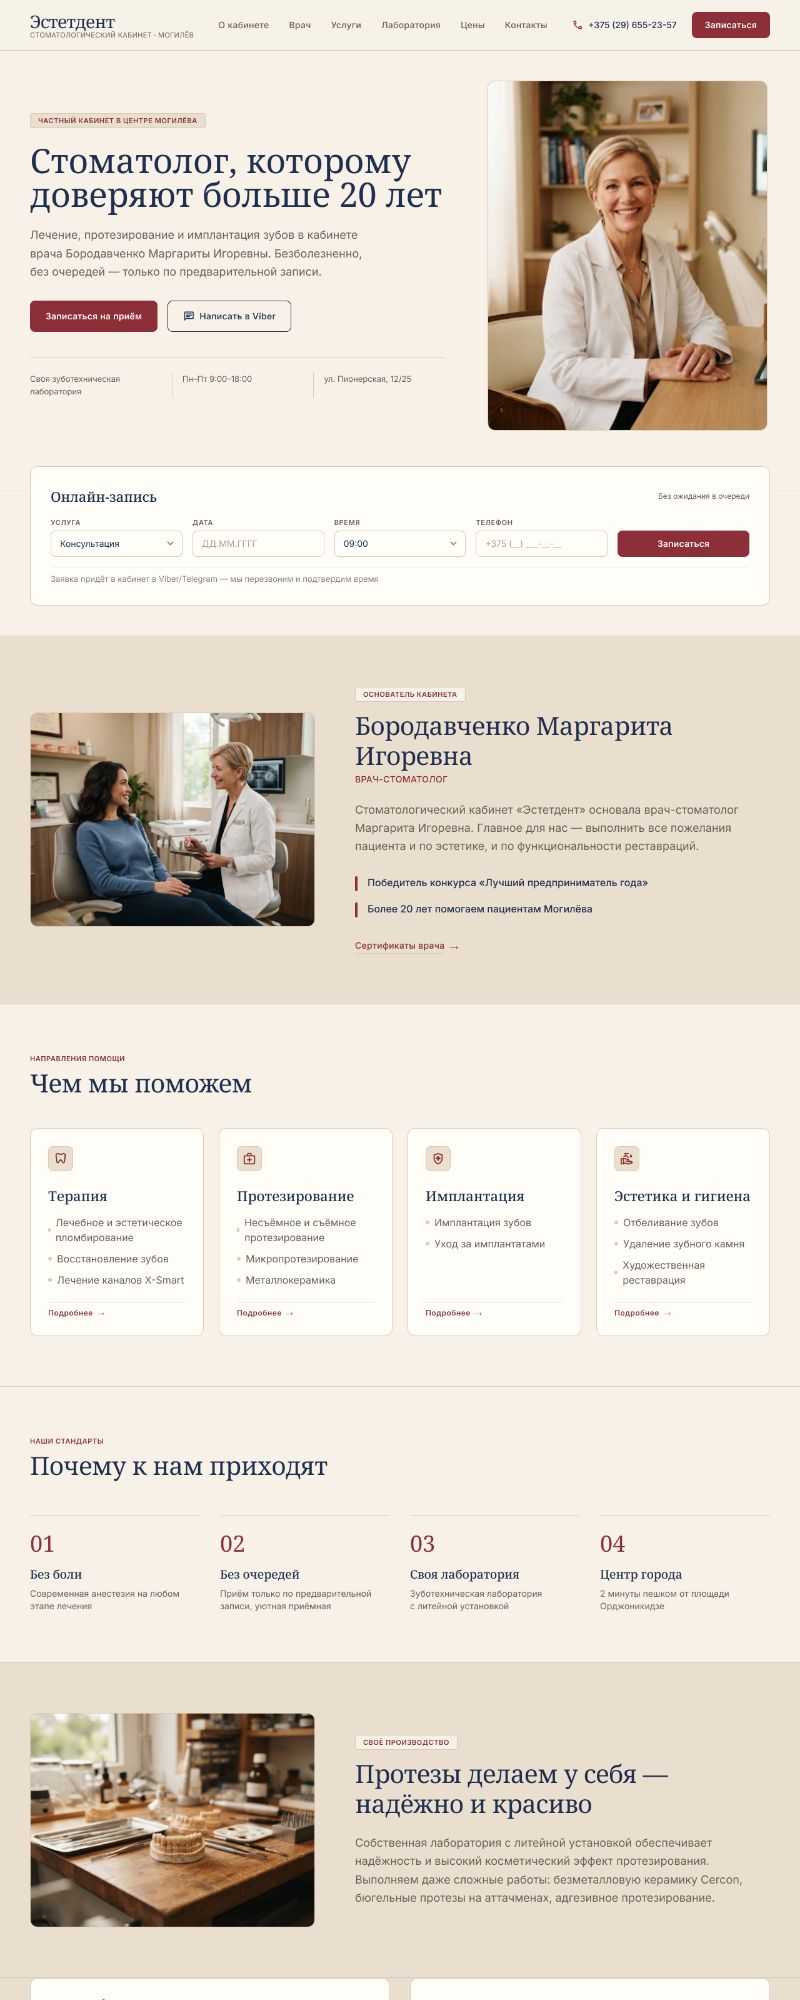 Эстетдент
СТОМАТОЛОГИЧЕСКИЙ КАБИНЕТ · МОГИЛЁВ
О кабинете
Врач
Услуги
Лаборатория
Цены
Контакты
+375 (29) 655-23-57
Записаться
ЧАСТНЫЙ КАБИНЕТ В ЦЕНТРЕ МОГИЛЁВА
Стоматолог, которому
доверяют больше 20 лет
Лечение, протезирование и имплантация зубов в кабинете
врача Бородавченко Маргариты Игоревны. Безболезненно,
без очередей — только по предварительной записи.
Записаться на приём
Написать в Viber
Своя зуботехническая
лаборатория
Пн–Пт 9:00–18:00
ул. Пионерская, 12/25
Онлайн-запись
Без ожидания в очереди
УСЛУГА
ДАТА
ВРЕМЯ
ТЕЛЕФОН
Консультация
ДД.ММ.ГГГГ
09:00
+375 (__) ___-__-__
Записаться
Заявка придёт в кабинет в Viber/Telegram — мы перезвоним и подтвердим время
ОСНОВАТЕЛЬ КАБИНЕТА
Бородавченко Маргарита
Игоревна
ВРАЧ-СТОМАТОЛОГ
Стоматологический кабинет «Эстетдент» основала врач-стоматолог
Маргарита Игоревна. Главное для нас — выполнить все пожелания
пациента и по эстетике, и по функциональности реставраций.
Победитель конкурса «Лучший предприниматель года»
Более 20 лет помогаем пациентам Могилёва
Сертификаты врача →
НАПРАВЛЕНИЯ ПОМОЩИ
Чем мы поможем
Терапия
Лечебное и эстетическое
пломбирование
Восстановление зубов
Лечение каналов X-Smart
Подробнее →
Протезирование
Несъёмное и съёмное
протезирование
Микропротезирование
Металлокерамика
Подробнее →
Имплантация
Имплантация зубов
Уход за имплантатами
Подробнее →
Эстетика и гигиена
Отбеливание зубов
Удаление зубного камня
Художественная
реставрация
Подробнее →
НАШИ СТАНДАРТЫ
Почему к нам приходят
01
Без боли
Современная анестезия на любом
этапе лечения
02
Без очередей
Приём только по предварительной
записи, уютная приёмная
03
Своя лаборатория
Зуботехническая лаборатория
с литейной установкой
04
Центр города
2 минуты пешком от площади
Орджоникидзе
СВОЁ ПРОИЗВОДСТВО
Протезы делаем у себя —
надёжно и красиво
Собственная лаборатория с литейной установкой обеспечивает
надёжность и высокий косметический эффект протезирования.
Выполняем даже сложные работы: безметалловую керамику Cercon,
бюгельные протезы на аттачменах, адгезивное протезирование.